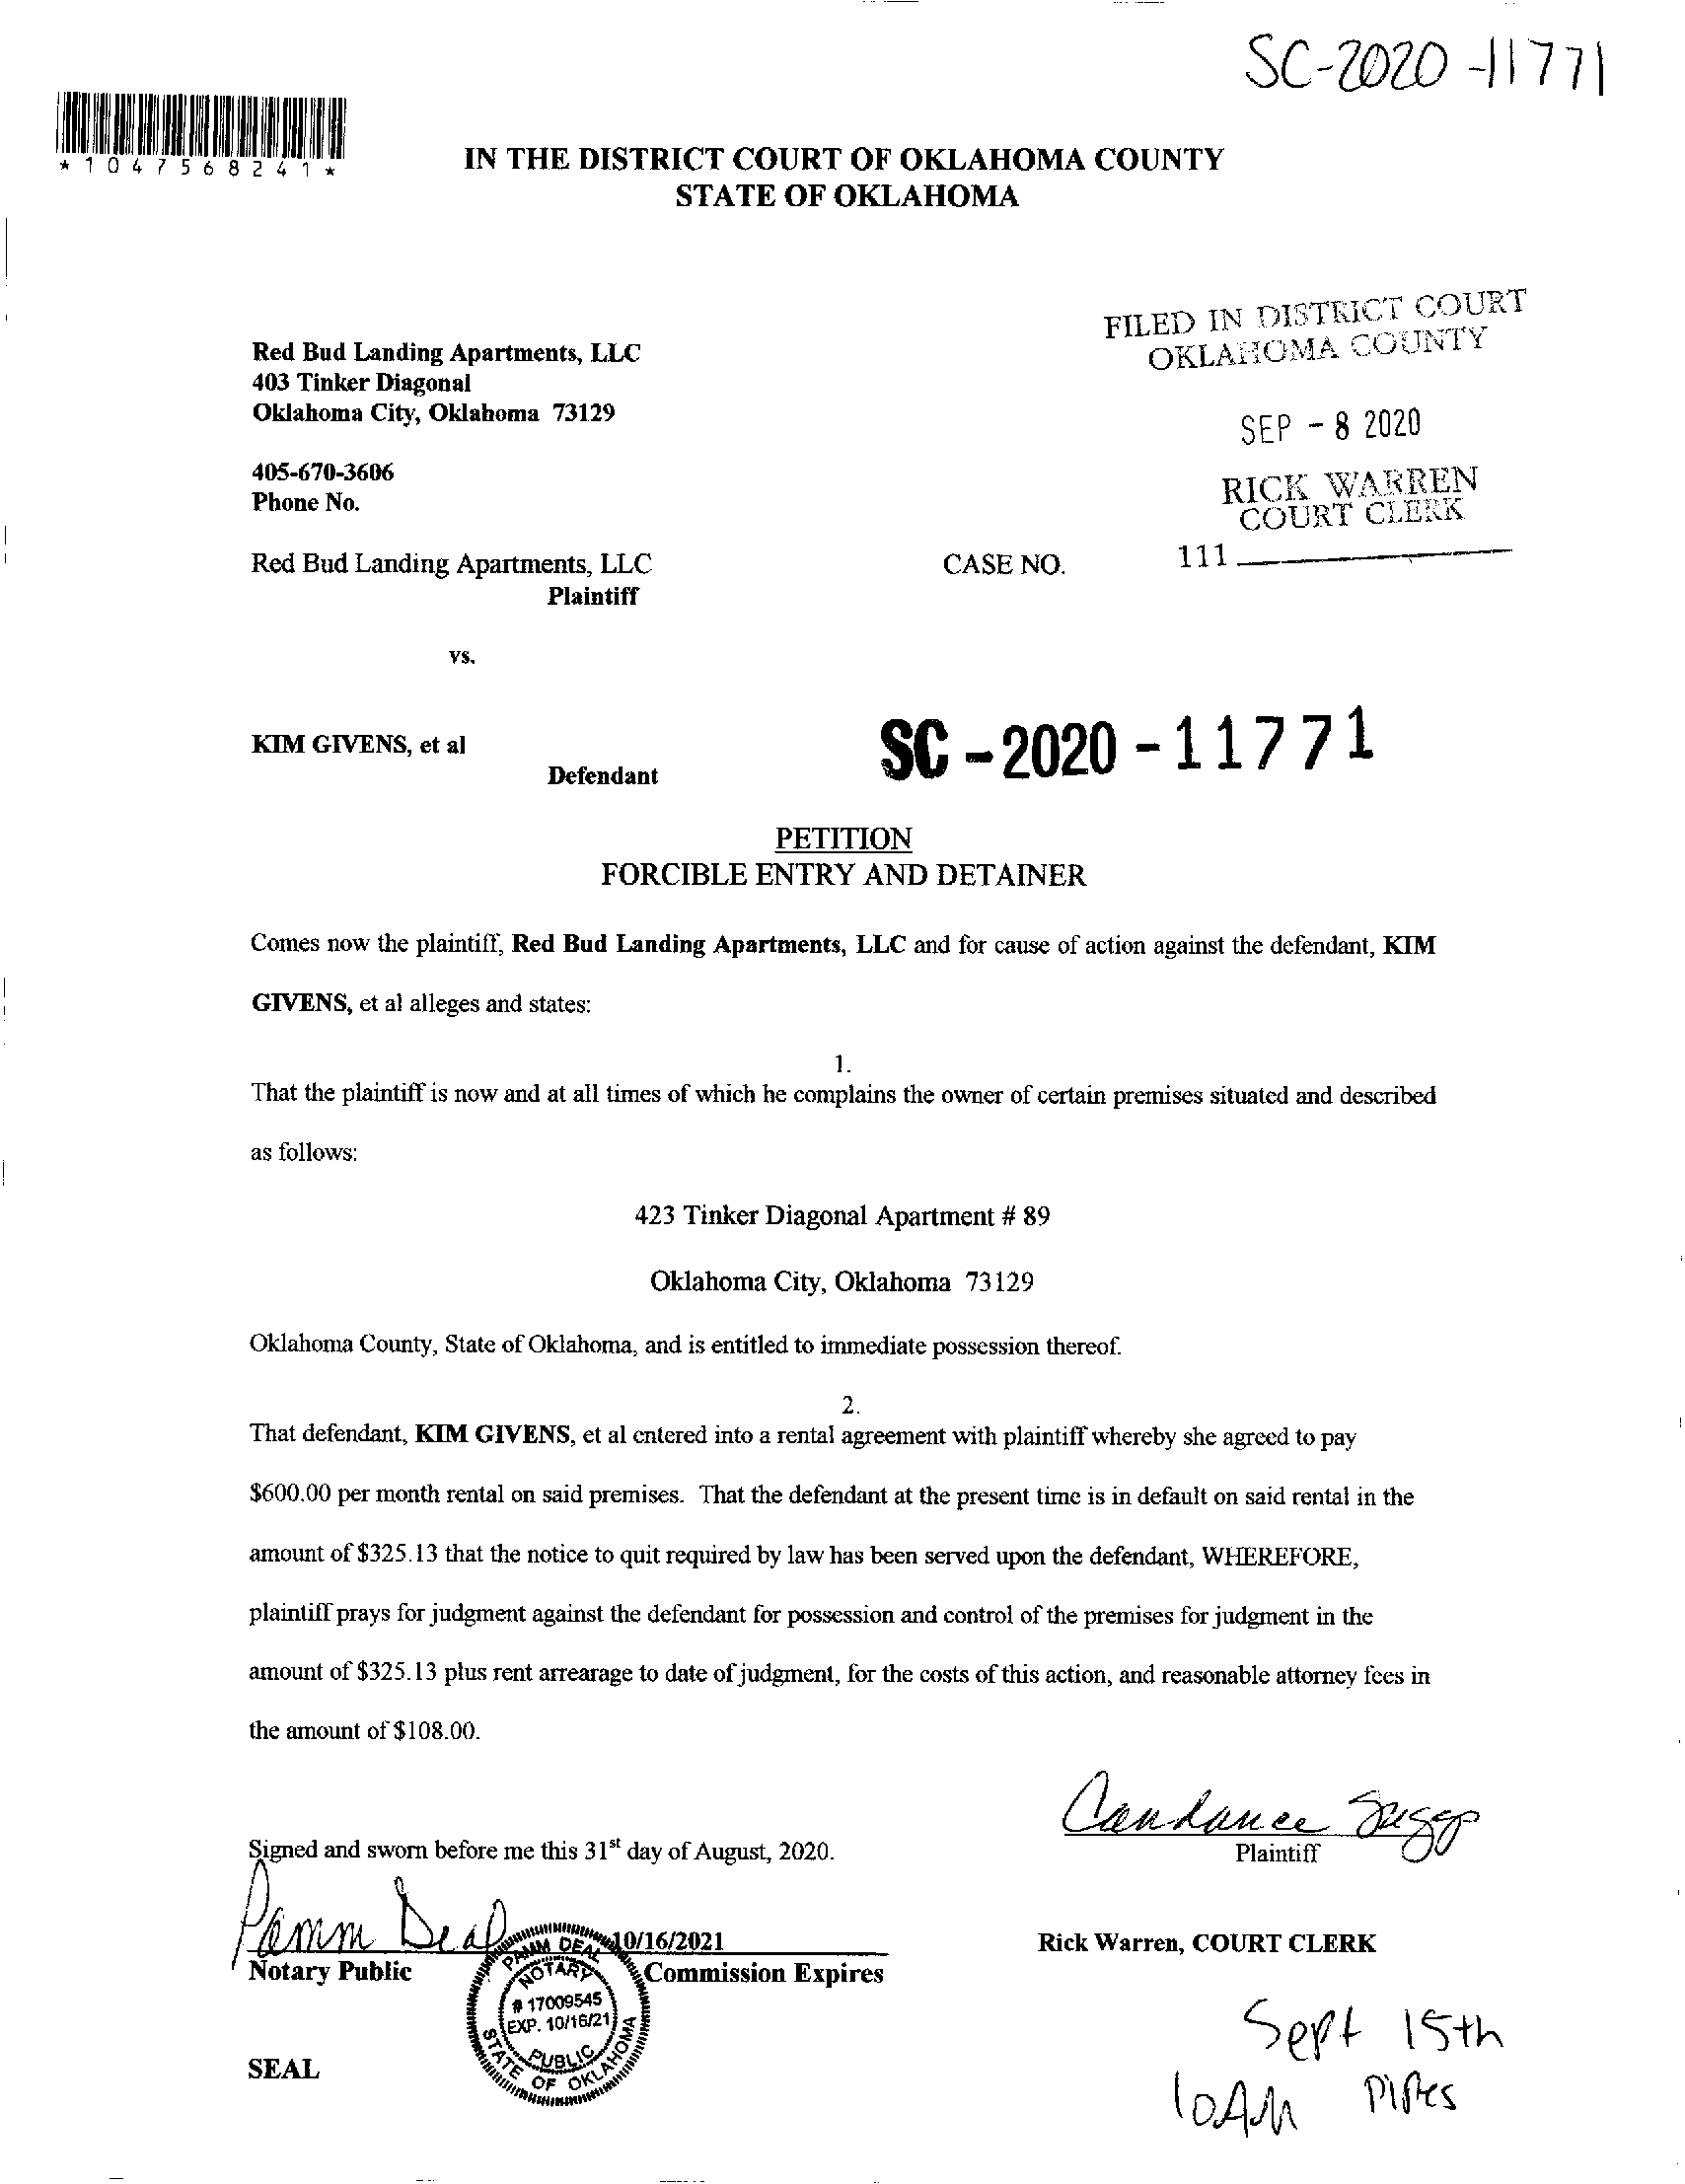 SC-2020-11771
*1047568241*
IN THE DISTRICT COURT OF OKLAHOMA COUNTY
STATE OF OKLAHOMA
FILED IN DISTRICT COURT
OKLAHOMA COUNTY
Red Bud Landing Apartments, LLC
403 Tinker Diagonal
Oklahoma City, Oklahoma 73129
SEP - 8 2020
405-670-3606
Phone No.
RICK WARREN
COURT CLERK
Red Bud Landing Apartments, LLC
Plaintiff
CASE NO.
111
vs.
KIM GIVENS, et al
Defendant
SC-2020-11771
PETITION
FORCIBLE ENTRY AND DETAINER
Comes now the plaintiff, Red Bud Landing Apartments, LLC and for cause of action against the defendant, KIM
GIVENS, et al alleges and states:
1.
That the plaintiff is now and at all times of which he complains the owner of certain premises situated and described
as follows:
423 Tinker Diagonal Apartment # 89
Oklahoma City, Oklahoma 73129
Oklahoma County, State of Oklahoma, and is entitled to immediate possession thereof.
2.
That defendant, KIM GIVENS, et al entered into a rental agreement with plaintiff whereby she agreed to pay
$600.00 per month rental on said premises. That the defendant at the present time is in default on said rental in the
amount of $325.13 that the notice to quit required by law has been served upon the defendant, WHEREFORE,
plaintiff prays for judgment against the defendant for possession and control of the premises for judgment in the
amount of $325.13 plus rent arrearage to date of judgment, for the costs of this action, and reasonable attorney fees in
the amount of $108.00.
Candance Suggs
Plaintiff
Signed and sworn before me this 31st day of August, 2020.
Pamm Deal
10/16/2021
Notary Public
Commission Expires
Rick Warren, COURT CLERK
PAMM DEAL
NOTARY
# 17009545
EXP. 10/16/21
PUBLIC
STATE OF OKLAHOMA
SEAL
Sept 15th
10AM Pipes